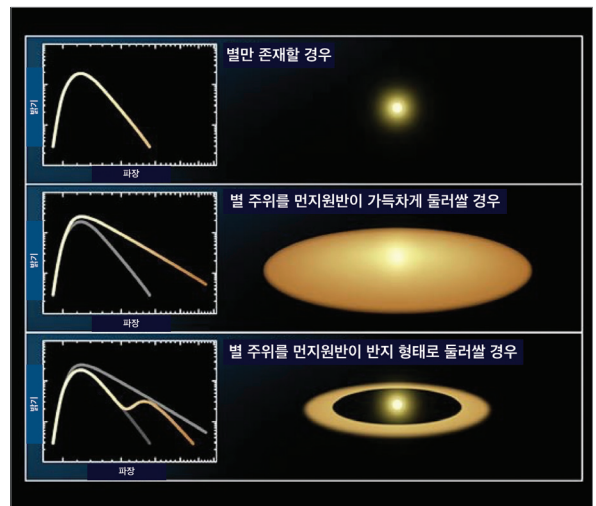 별만 존재할 경우
밝기
파장
별 주위를 먼지원반이 가득차게 둘러쌀 경우
밝기
파장
별 주위를 먼지원반이 반지 형태로 둘러쌀 경우
밝기
파장